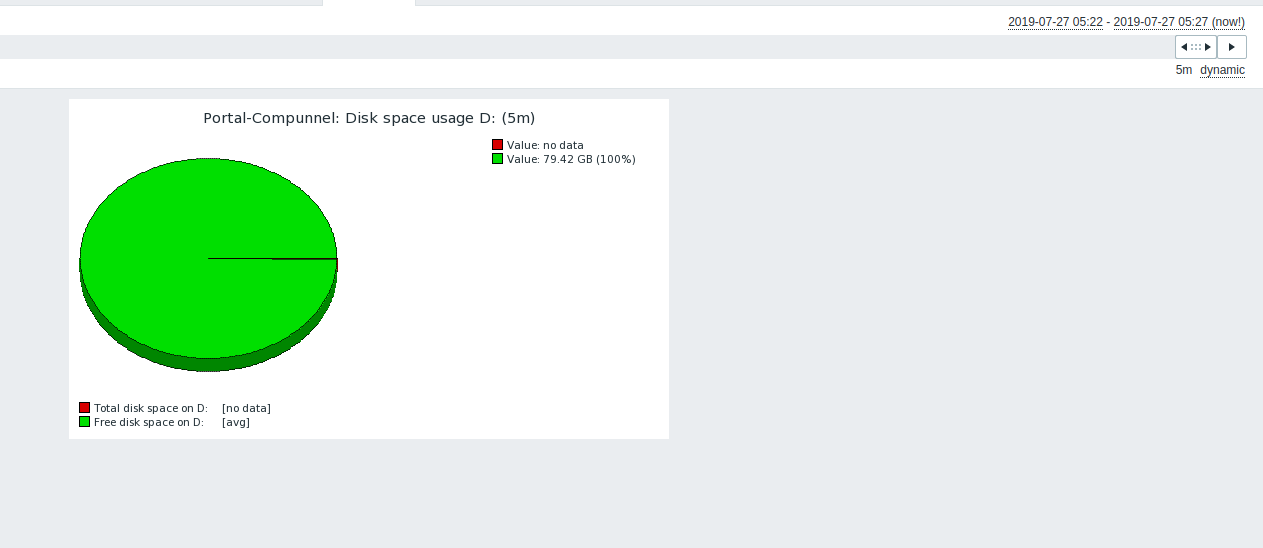 2019-07-27 05:22 - 2019-07-27 05:27 (now!)
5m dynamic
Portal-Compunnel: Disk space usage D: (5m)
Value: no data
Value: 79.42 GB (100%)
Total disk space on D: [no data]
Free disk space on D: [avg]